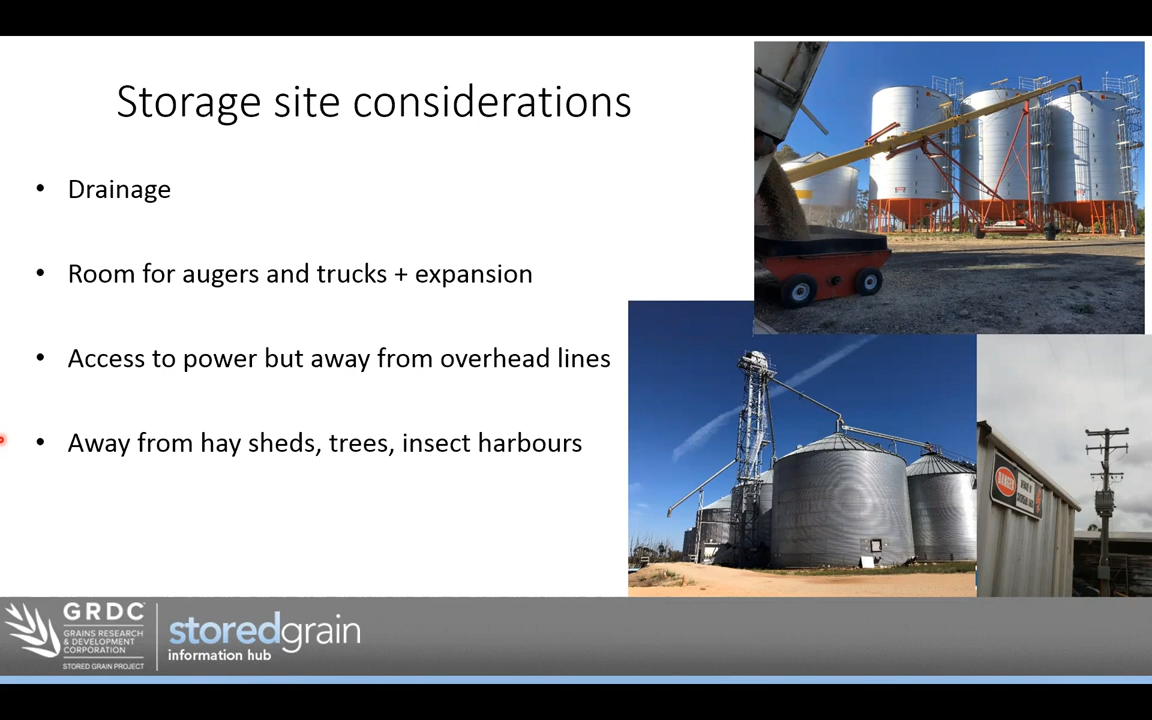 Storage site considerations
• Drainage
• Room for augers and trucks + expansion
• Access to power but away from overhead lines
• Away from hay sheds, trees, insect harbours
DANGER
GRDC
GRAINS RESEARCH
& DEVELOPMENT
CORPORATION
STORED GRAIN PROJECT
storedgrain
information hub